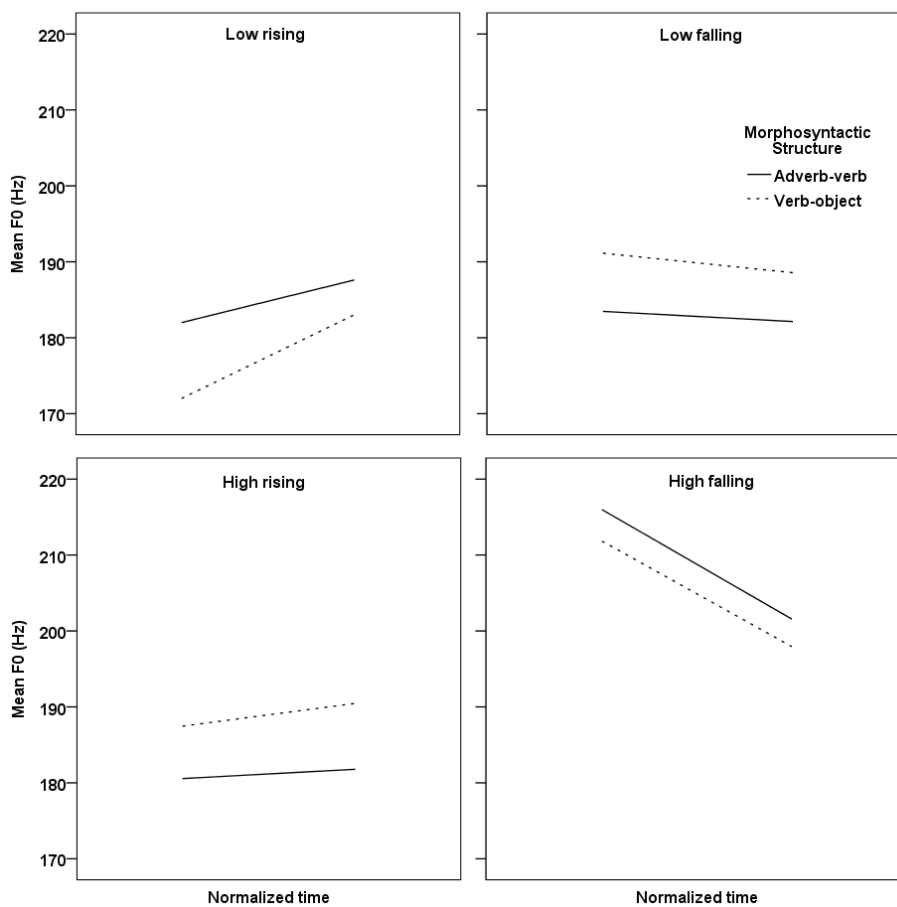 Low rising
Low falling
220
210
200
190
180
170
Mean F0 (Hz)
Morphosyntactic
Structure
Adverb-verb
Verb-object
High rising
High falling
220
210
200
190
180
170
Mean F0 (Hz)
Normalized time
Normalized time